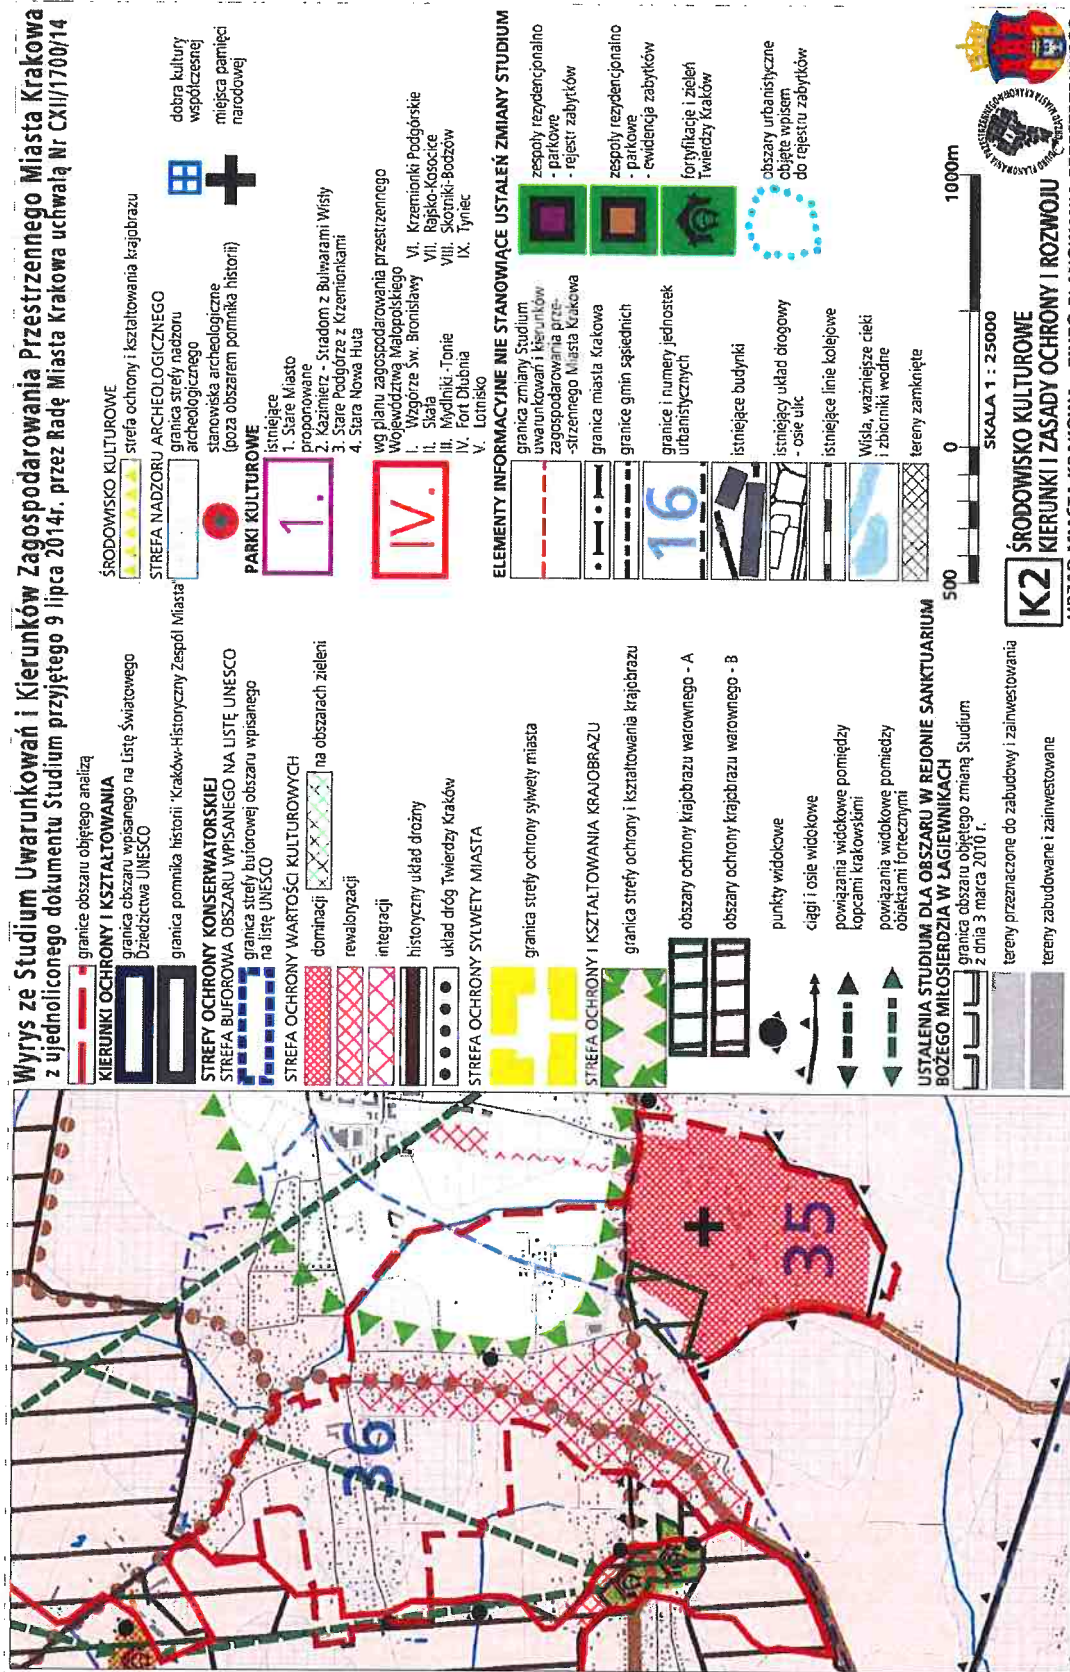 Wyrys ze Studium Uwarunkowań i Kierunków Zagospodarowania Przestrzennego Miasta Krakowa
z ujednoliconego dokumentu Studium przyjętego 9 lipca 2014r. przez Radę Miasta Krakowa uchwałą Nr CXII/1700/14
granice obszaru objętego analizą
KIERUNKI OCHRONY I KSZTAŁTOWANIA
granica obszaru wpisanego na Listę Światowego
Dziedzictwa UNESCO
granica pomnika historii "Kraków-Historyczny Zespół Miasta"
STREFY OCHRONY KONSERWATORSKIEJ
STREFA BUFOROWA OBSZARU WPISANEGO NA LISTĘ UNESCO
granica strefy buforowej obszaru wpisanego
na listę UNESCO
STREFA OCHRONY WARTOŚCI KULTUROWYCH
dominacji
na obszarach zieleni
rewaloryzacji
integracji
historyczny układ drożny
układ dróg Twierdzy Kraków
STREFA OCHRONY SYLWETY MIASTA
granica strefy ochrony sylwety miasta
STREFA OCHRONY I KSZTAŁTOWANIA KRAJOBRAZU
granica strefy ochrony i kształtowania krajobrazu
obszary ochrony krajobrazu warownego - A
obszary ochrony krajobrazu warownego - B
punkty widokowe
ciągi i osie widokowe
powiązania widokowe pomiędzy
kopcami krakowskimi
powiązania widokowe pomiędzy
obiektami fortecznymi
USTALENIA STUDIUM DLA OBSZARU W REJONIE SANKTUARIUM
BOŻEGO MIŁOSIERDZIA W ŁAGIEWNIKACH
granica obszaru objętego zmianą Studium
z dnia 3 marca 2010 r.
tereny przeznaczone do zabudowy i zainwestowania
tereny zabudowane i zainwestowane
ŚRODOWISKO KULTUROWE
strefa ochrony i kształtowania krajobrazu
STREFA NADZORU ARCHEOLOGICZNEGO
granica strefy nadzoru
archeologicznego
stanowiska archeologiczne
(poza obszarem pomnika historii)
dobra kultury
współczesnej
miejsca pamięci
narodowej
PARKI KULTUROWE
istniejące
1. Stare Miasto
proponowane
2. Kazimierz - Stradom z Bulwarami Wisły
3. Stare Podgórze z Krzemionkami
4. Stara Nowa Huta
1.
wg planu zagospodarowania przestrzennego
Województwa Małopolskiego
I. Wzgórze Św. Bronisławy
II. Skała
III. Mydlniki -Tonie
IV. Fort Dłubnia
V. Lotnisko
VI. Krzemionki Podgórskie
VII. Rajsko-Kosocice
VIII. Skotniki-Bodzów
IX. Tyniec
IV.
ELEMENTY INFORMACYJNE NIE STANOWIĄCE USTALEŃ ZMIANY STUDIUM
granica zmiany Studium
uwarunkowań i kierunków
zagospodarowania prze-
-strzennego Miasta Krakowa
granica miasta Krakowa
granice gmin sąsiednich
granice i numery jednostek
urbanistycznych
16
istniejące budynki
istniejący układ drogowy
- osie ulic
istniejące linie kolejowe
Wisła, ważniejsze cieki
i zbiorniki wodne
tereny zamknięte
zespoły rezydencjonalno
- parkowe
- rejestr zabytków
zespoły rezydencjonalno
- parkowe
- ewidencja zabytków
fortyfikacje i zieleń
Twierdzy Kraków
obszary urbanistyczne
objęte wpisem
do rejestru zabytków
500 0 1000m
SKALA 1 : 25000
K2
ŚRODOWISKO KULTUROWE
KIERUNKI I ZASADY OCHRONY I ROZWOJU
36
35